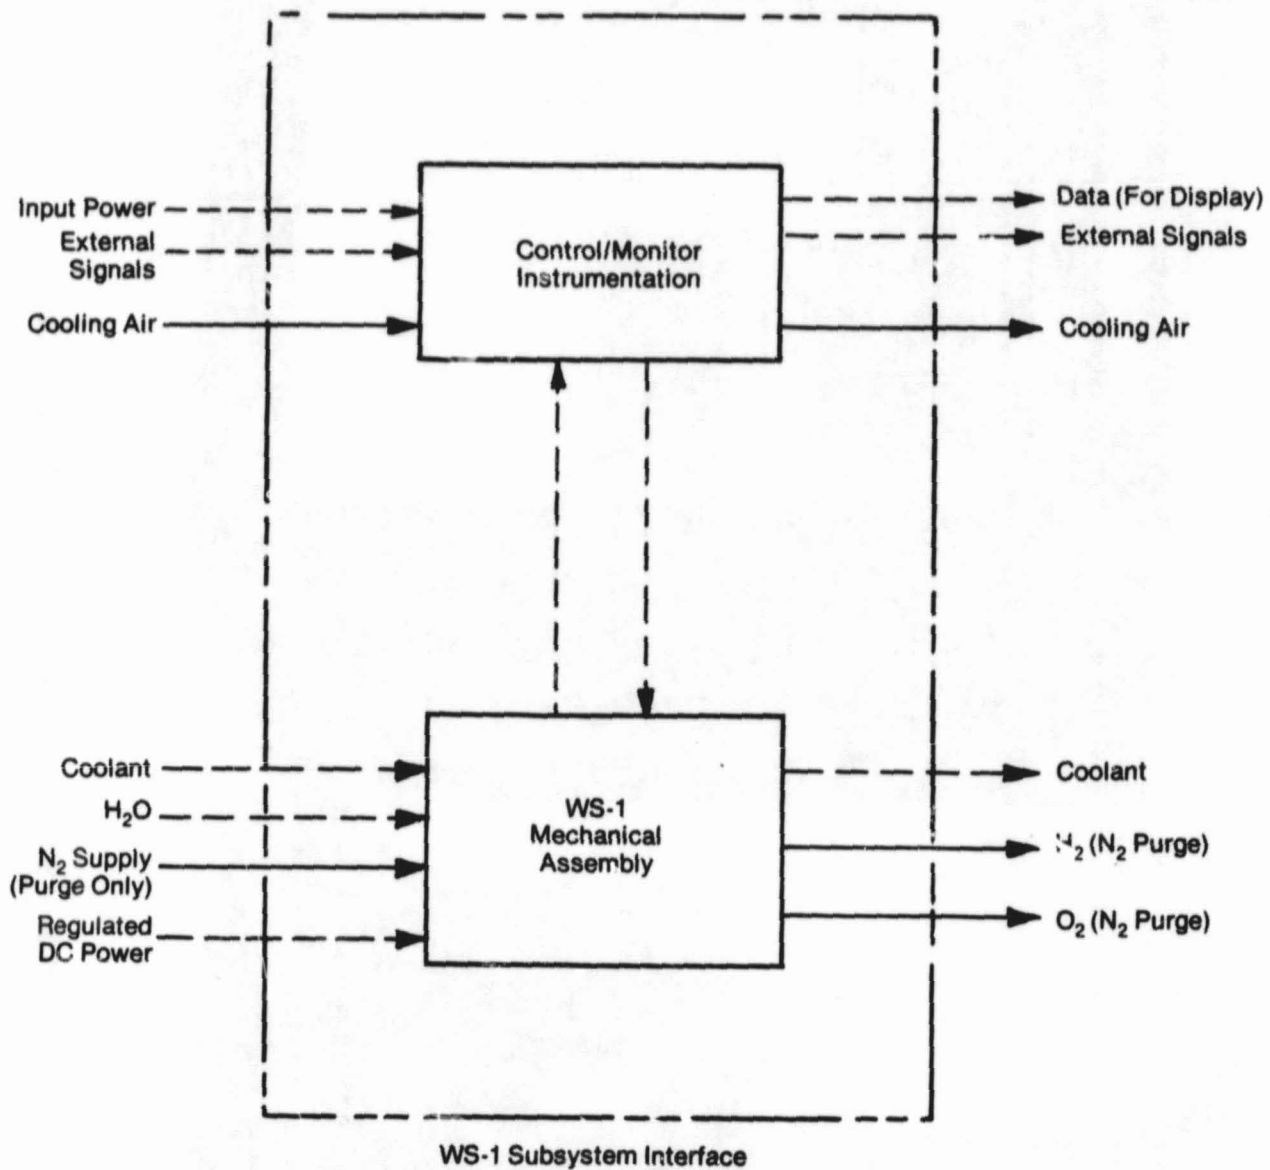 Input Power
External
Signals
Cooling Air
Control/Monitor
Instrumentation
Data (For Display)
External Signals
Cooling Air
Coolant
H₂O
N₂ Supply
(Purge Only)
Regulated
DC Power
WS-1
Mechanical
Assembly
Coolant
H₂ (N₂ Purge)
O₂ (N₂ Purge)
WS-1 Subsystem Interface